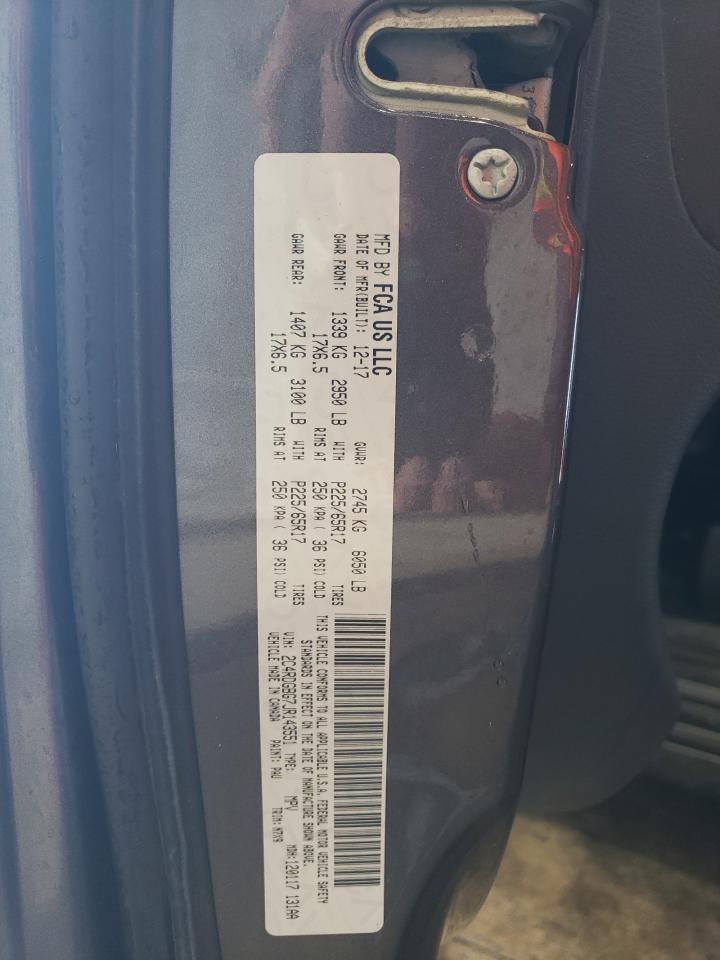 MFD BY FCA US LLC
DATE OF MFR(BUILT): 12-17 GVWR: 2745 KG 6050 LB
GAWR FRONT: 1339 KG 2950 LB WITH P225/65R17 TIRES
17X6.5 RIMS AT 250 KPA ( 36 PSI) COLD
GAWR REAR: 1407 KG 3100 LB WITH P225/65R17 TIRES
17X6.5 RIMS AT 250 KPA ( 36 PSI) COLD
THIS VEHICLE CONFORMS TO ALL APPLICABLE U.S.A. FEDERAL MOTOR VEHICLE SAFETY
STANDARDS IN EFFECT ON THE DATE OF MANUFACTURE SHOWN ABOVE.
VIN: 2C4RDGBG7JR143551 TYPE: MPV MDH:120117 131AA
VEHICLE MADE IN CANADA PAINT: PAU TRIM: N7X9